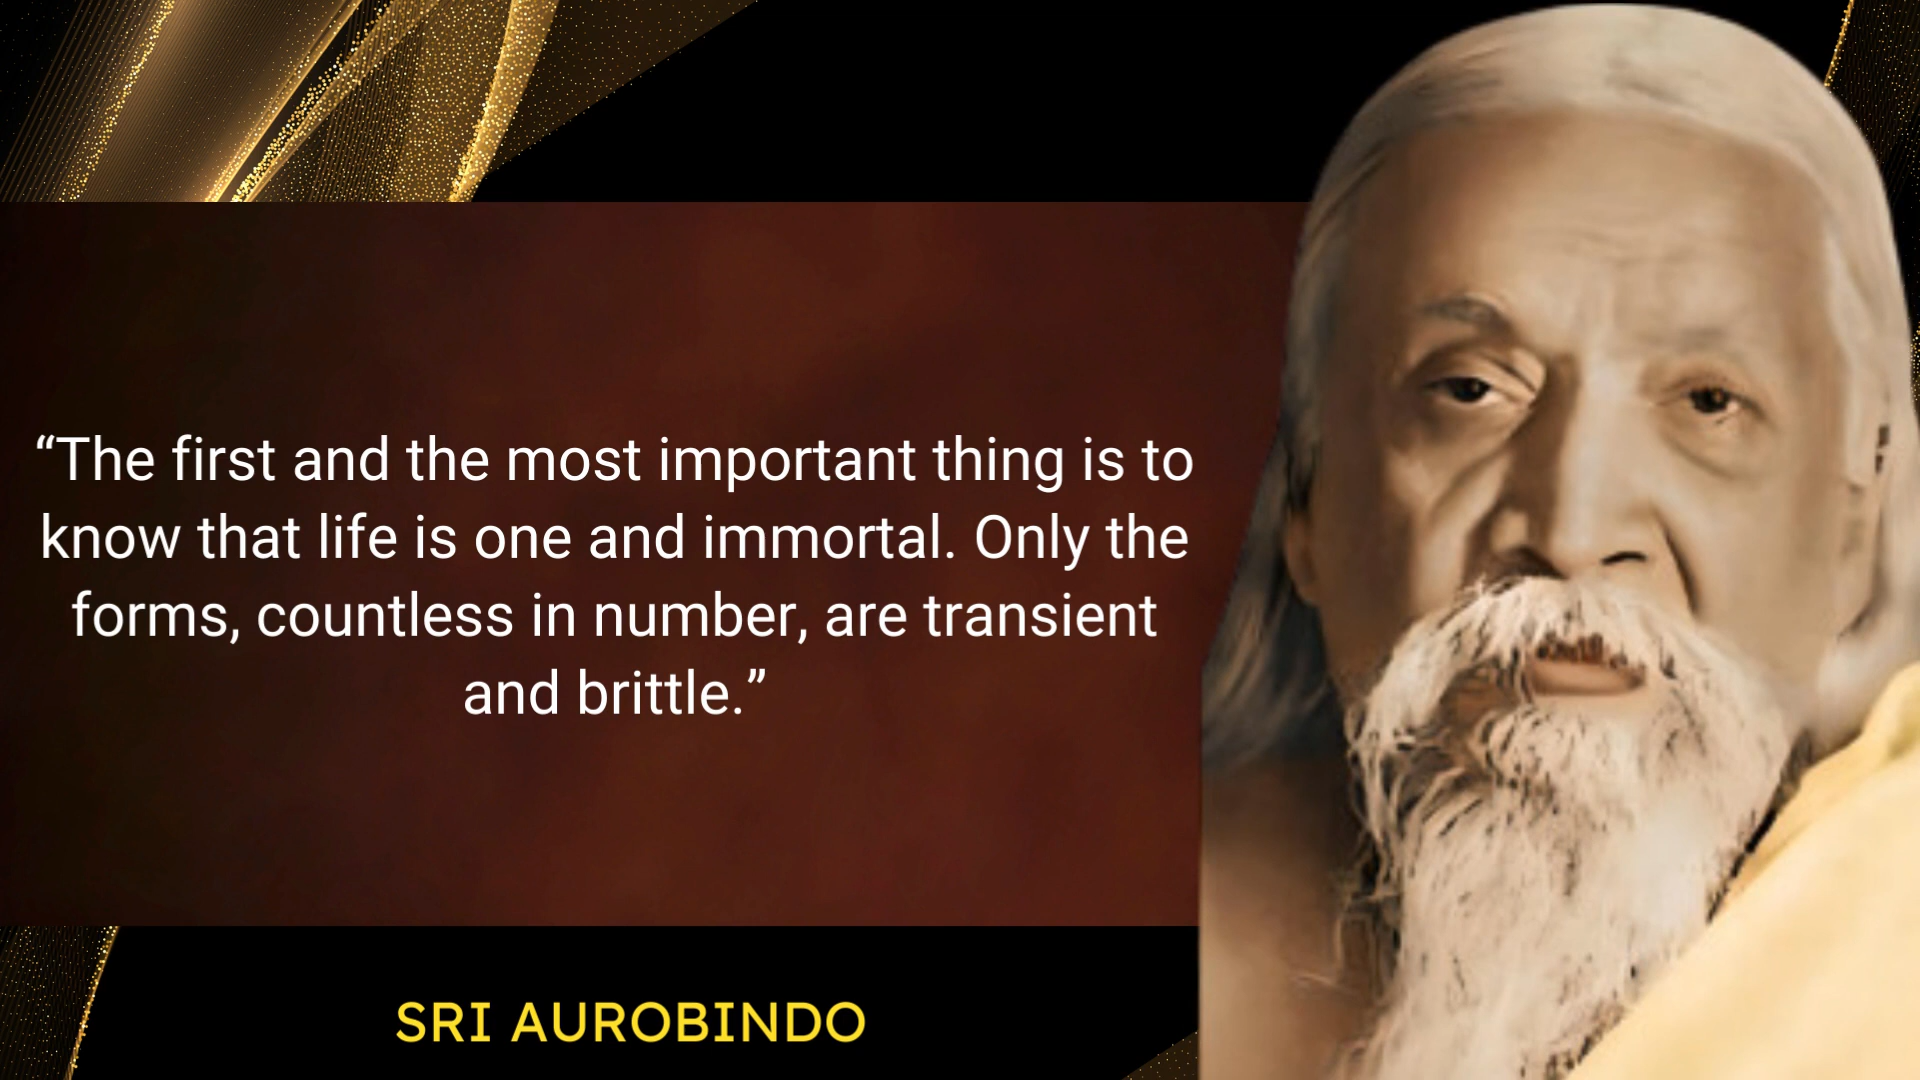 “The first and the most important thing is to
know that life is one and immortal. Only the
forms, countless in number, are transient
and brittle.”
SRI AUROBINDO